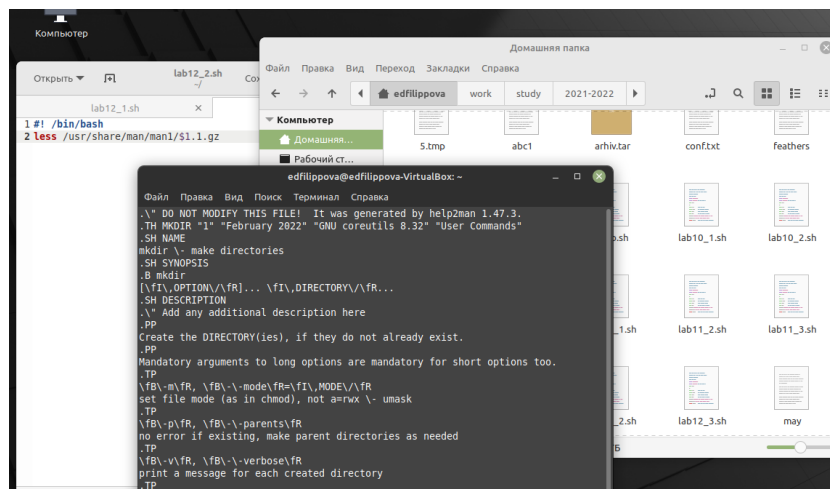 Компьютер
Открыть
lab12_2.sh
~/
lab12_1.sh
1 #! /bin/bash
2 less /usr/share/man/man1/$1.1.gz
Домашняя папка
Файл Правка Вид Переход Закладки Справка
edfilippova work study 2021-2022
Компьютер
Домашняя...
Рабочий ст...
5.tmp abc1 arhiv.tar conf.txt feathers
lab10_1.sh lab10_2.sh
_1.sh lab11_2.sh lab11_3.sh
_2.sh lab12_3.sh may
edfilippova@edfilippova-VirtualBox: ~
Файл Правка Вид Поиск Терминал Справка
.\" DO NOT MODIFY THIS FILE!  It was generated by help2man 1.47.3.
.TH MKDIR "1" "February 2022" "GNU coreutils 8.32" "User Commands"
.SH NAME
mkdir \- make directories
.SH SYNOPSIS
.B mkdir
[\fI\,OPTION\/\fR]... \fI\,DIRECTORY\/\fR...
.SH DESCRIPTION
.\" Add any additional description here
.PP
Create the DIRECTORY(ies), if they do not already exist.
.PP
Mandatory arguments to long options are mandatory for short options too.
.TP
\fB\-m\fR, \fB\-\-mode\fR=\fI\,MODE\/\fR
set file mode (as in chmod), not a=rwx \- umask
.TP
\fB\-p\fR, \fB\-\-parents\fR
no error if existing, make parent directories as needed
.TP
\fB\-v\fR, \fB\-\-verbose\fR
print a message for each created directory
.TP